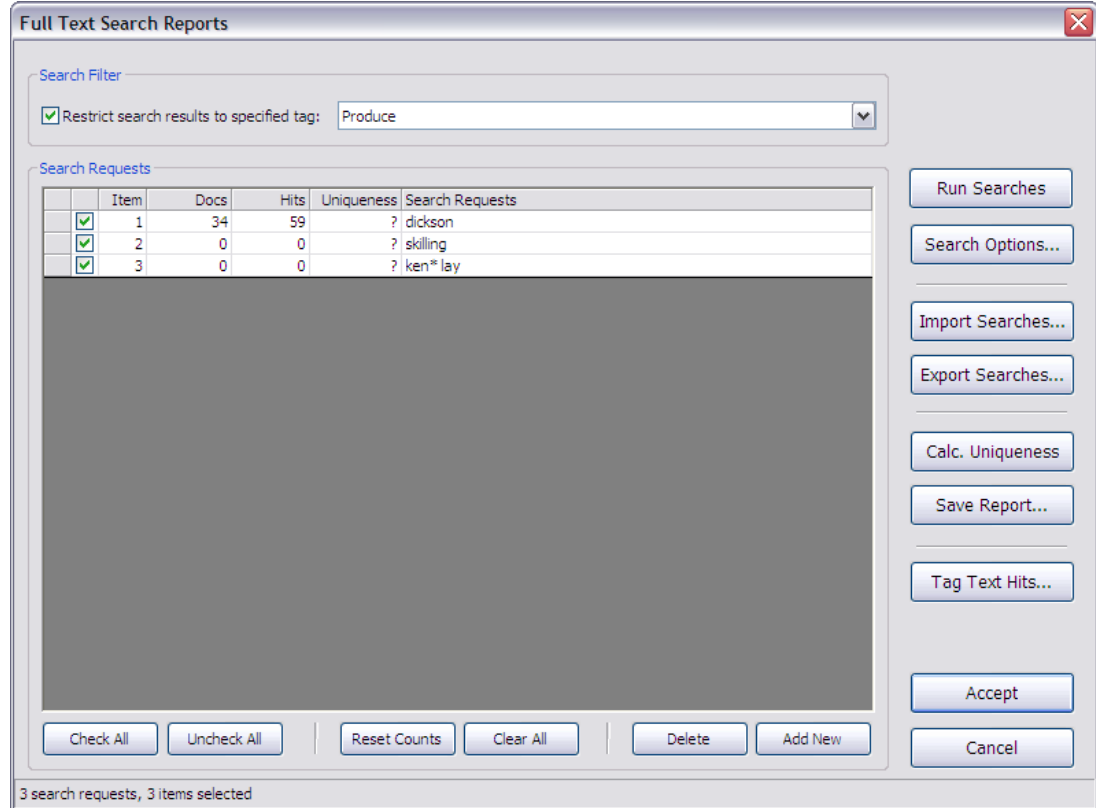 Full Text Search Reports
Search Filter
Restrict search results to specified tag: Produce
Search Requests
Item Docs Hits Uniqueness Search Requests
1 34 59 ? dickson
2 0 0 ? skilling
3 0 0 ? ken* lay
Run Searches
Search Options...
Import Searches...
Export Searches...
Calc. Uniqueness
Save Report...
Tag Text Hits...
Accept
Cancel
Check All Uncheck All Reset Counts Clear All Delete Add New
3 search requests, 3 items selected